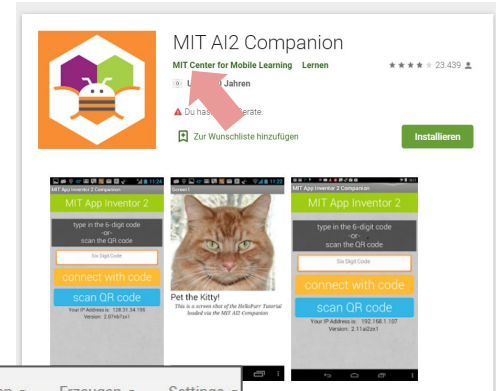 MIT AI2 Companion
MIT Center for Mobile Learning Lernen 23.439
0 Jahren
Du has
Zur Wunschliste hinzufügen
Installieren
11:24
MIT App Inventor 2 Companion
MIT App Inventor 2
type in the 6-digit code
-or-
scan the QR code
Six Digit Code
connect with code
scan QR code
Your IP Address is: 128.31.34.195
Version: 2.07nb7zx1
11:22
Screen1
Pet the Kitty!
This is a screen shot of the HelloPurr Tutorial
loaded via the MIT AI2 Companion
MIT App Inventor 2 Companion
MIT App Inventor 2
type in the 6-digit code
-or-
scan the QR code
Six Digit Code
connect with code
scan QR code
Your IP Address is: 192.168.1.107
Version: 2.11ai2zx1
Erzeugen Settings